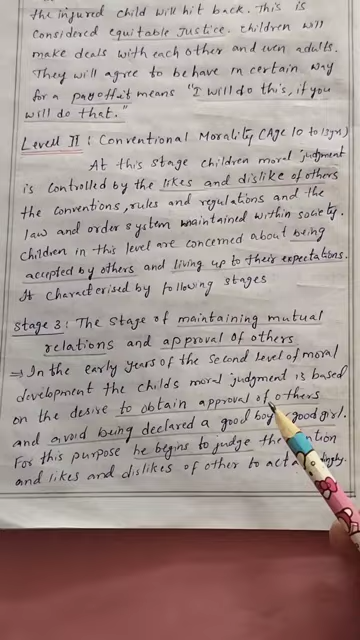 the injured child will hit back. This is
considered equitable Justice. Children will
make deals with each other and even adults.
They will agree to behave in certain way
for a payoffit means "I will do this, if you
will do that."
Level II : Conventional Morality (Age 10 to 13yr)
At this stage children moral judgment
is controlled by the likes and dislike of others
the conventions, rules and regulations and the
law and order system maintained within society.
Children in this level are concerned about being
accepted by others and living up to their expectations.
It characterised by following stages
Stage 3: The Stage of maintaining mutual
relations and approval of others
⇒ In the early years of the second level of moral
development the childs moral judgment is based
on the desire to obtain approval of others
and avoid being declared a good boy good girl.
For this purpose he begins to judge the
and likes and dislikes of other to act